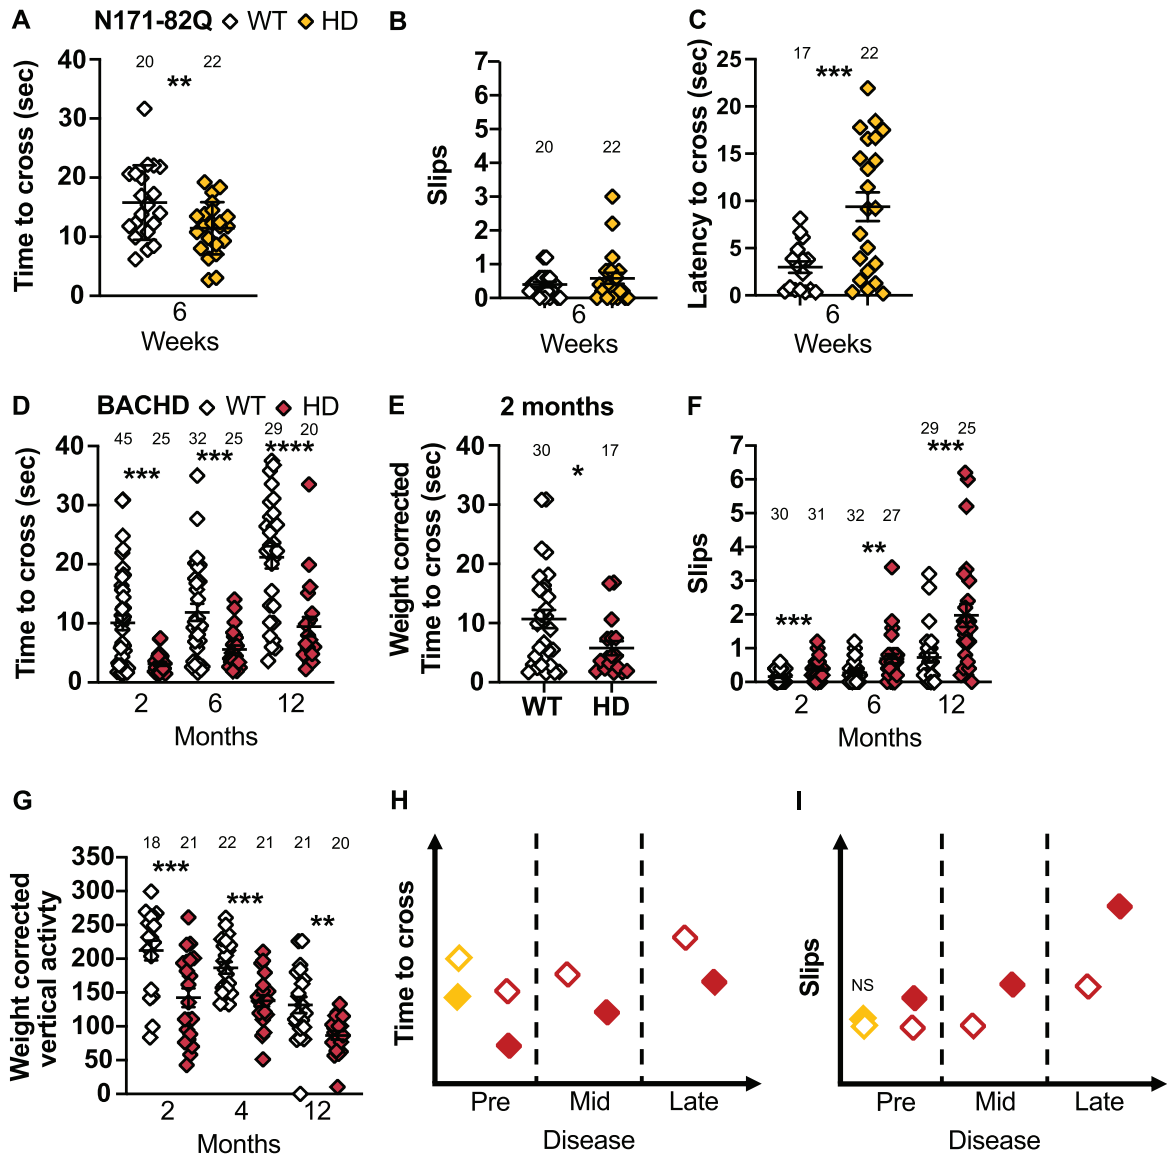 A
N171-82Q WT HD
Time to cross (sec)
40
30
20
10
0
20 22
**
6
Weeks
B
Slips
7
6
5
4
3
2
1
0
20 22
6
Weeks
C
Latency to cross (sec)
25
20
15
10
5
0
17 22
***
6
Weeks
D
BACHD WT HD
Time to cross (sec)
40
30
20
10
0
45 25 32 25 29 20
*** *** ****
2 6 12
Months
E
2 months
Weight corrected
Time to cross (sec)
40
30
20
10
0
30 17
*
WT HD
F
Slips
7
6
5
4
3
2
1
0
30 31 32 27 29 25
*** ** ***
2 6 12
Months
G
Weight corrected
vertical activty
350
300
250
200
150
100
50
0
18 21 22 21 21 20
*** *** **
2 4 12
Months
H
Time to cross
Pre Mid Late
Disease
I
Slips
NS
Pre Mid Late
Disease